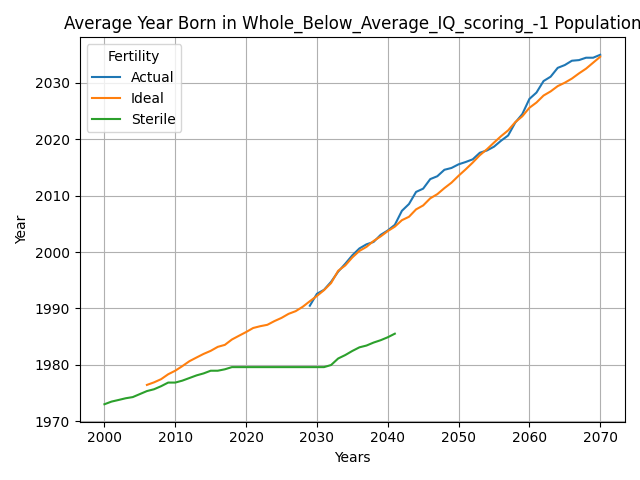 Average Year Born in Whole_Below_Average_IQ_scoring_-1 Population
Fertility
Actual
Ideal
Sterile
Year
2030
2020
2010
2000
1990
1980
1970
2000 2010 2020 2030 2040 2050 2060 2070
Years